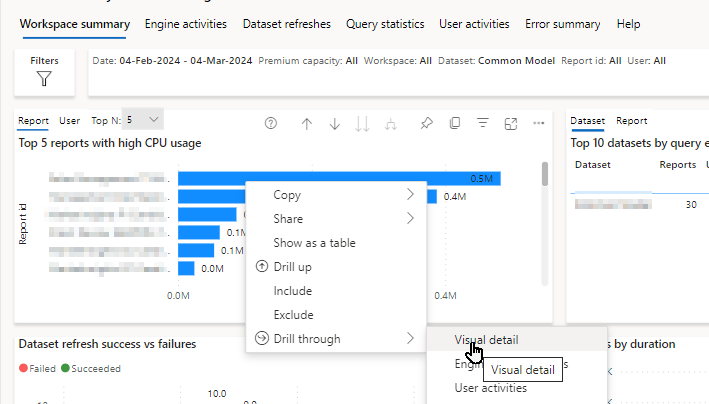 Workspace summary Engine activities Dataset refreshes Query statistics User activities Error summary Help
Filters
Date: 04-Feb-2024 - 04-Mar-2024 Premium capacity: All Workspace: All Dataset: Common Model Report id: All User: All
Report User Top N: 5
Top 5 reports with high CPU usage
Report id
0.5M
0.4M
0.1M
0.0M
0.0M
0.4M
Copy
Share
Show as a table
Drill up
Include
Exclude
Drill through
Visual detail
Visual detail
User activities
Dataset Report
Top 10 datasets by query e
Dataset Reports U
30
Dataset refresh success vs failures
Failed Succeeded
10.0
by duration